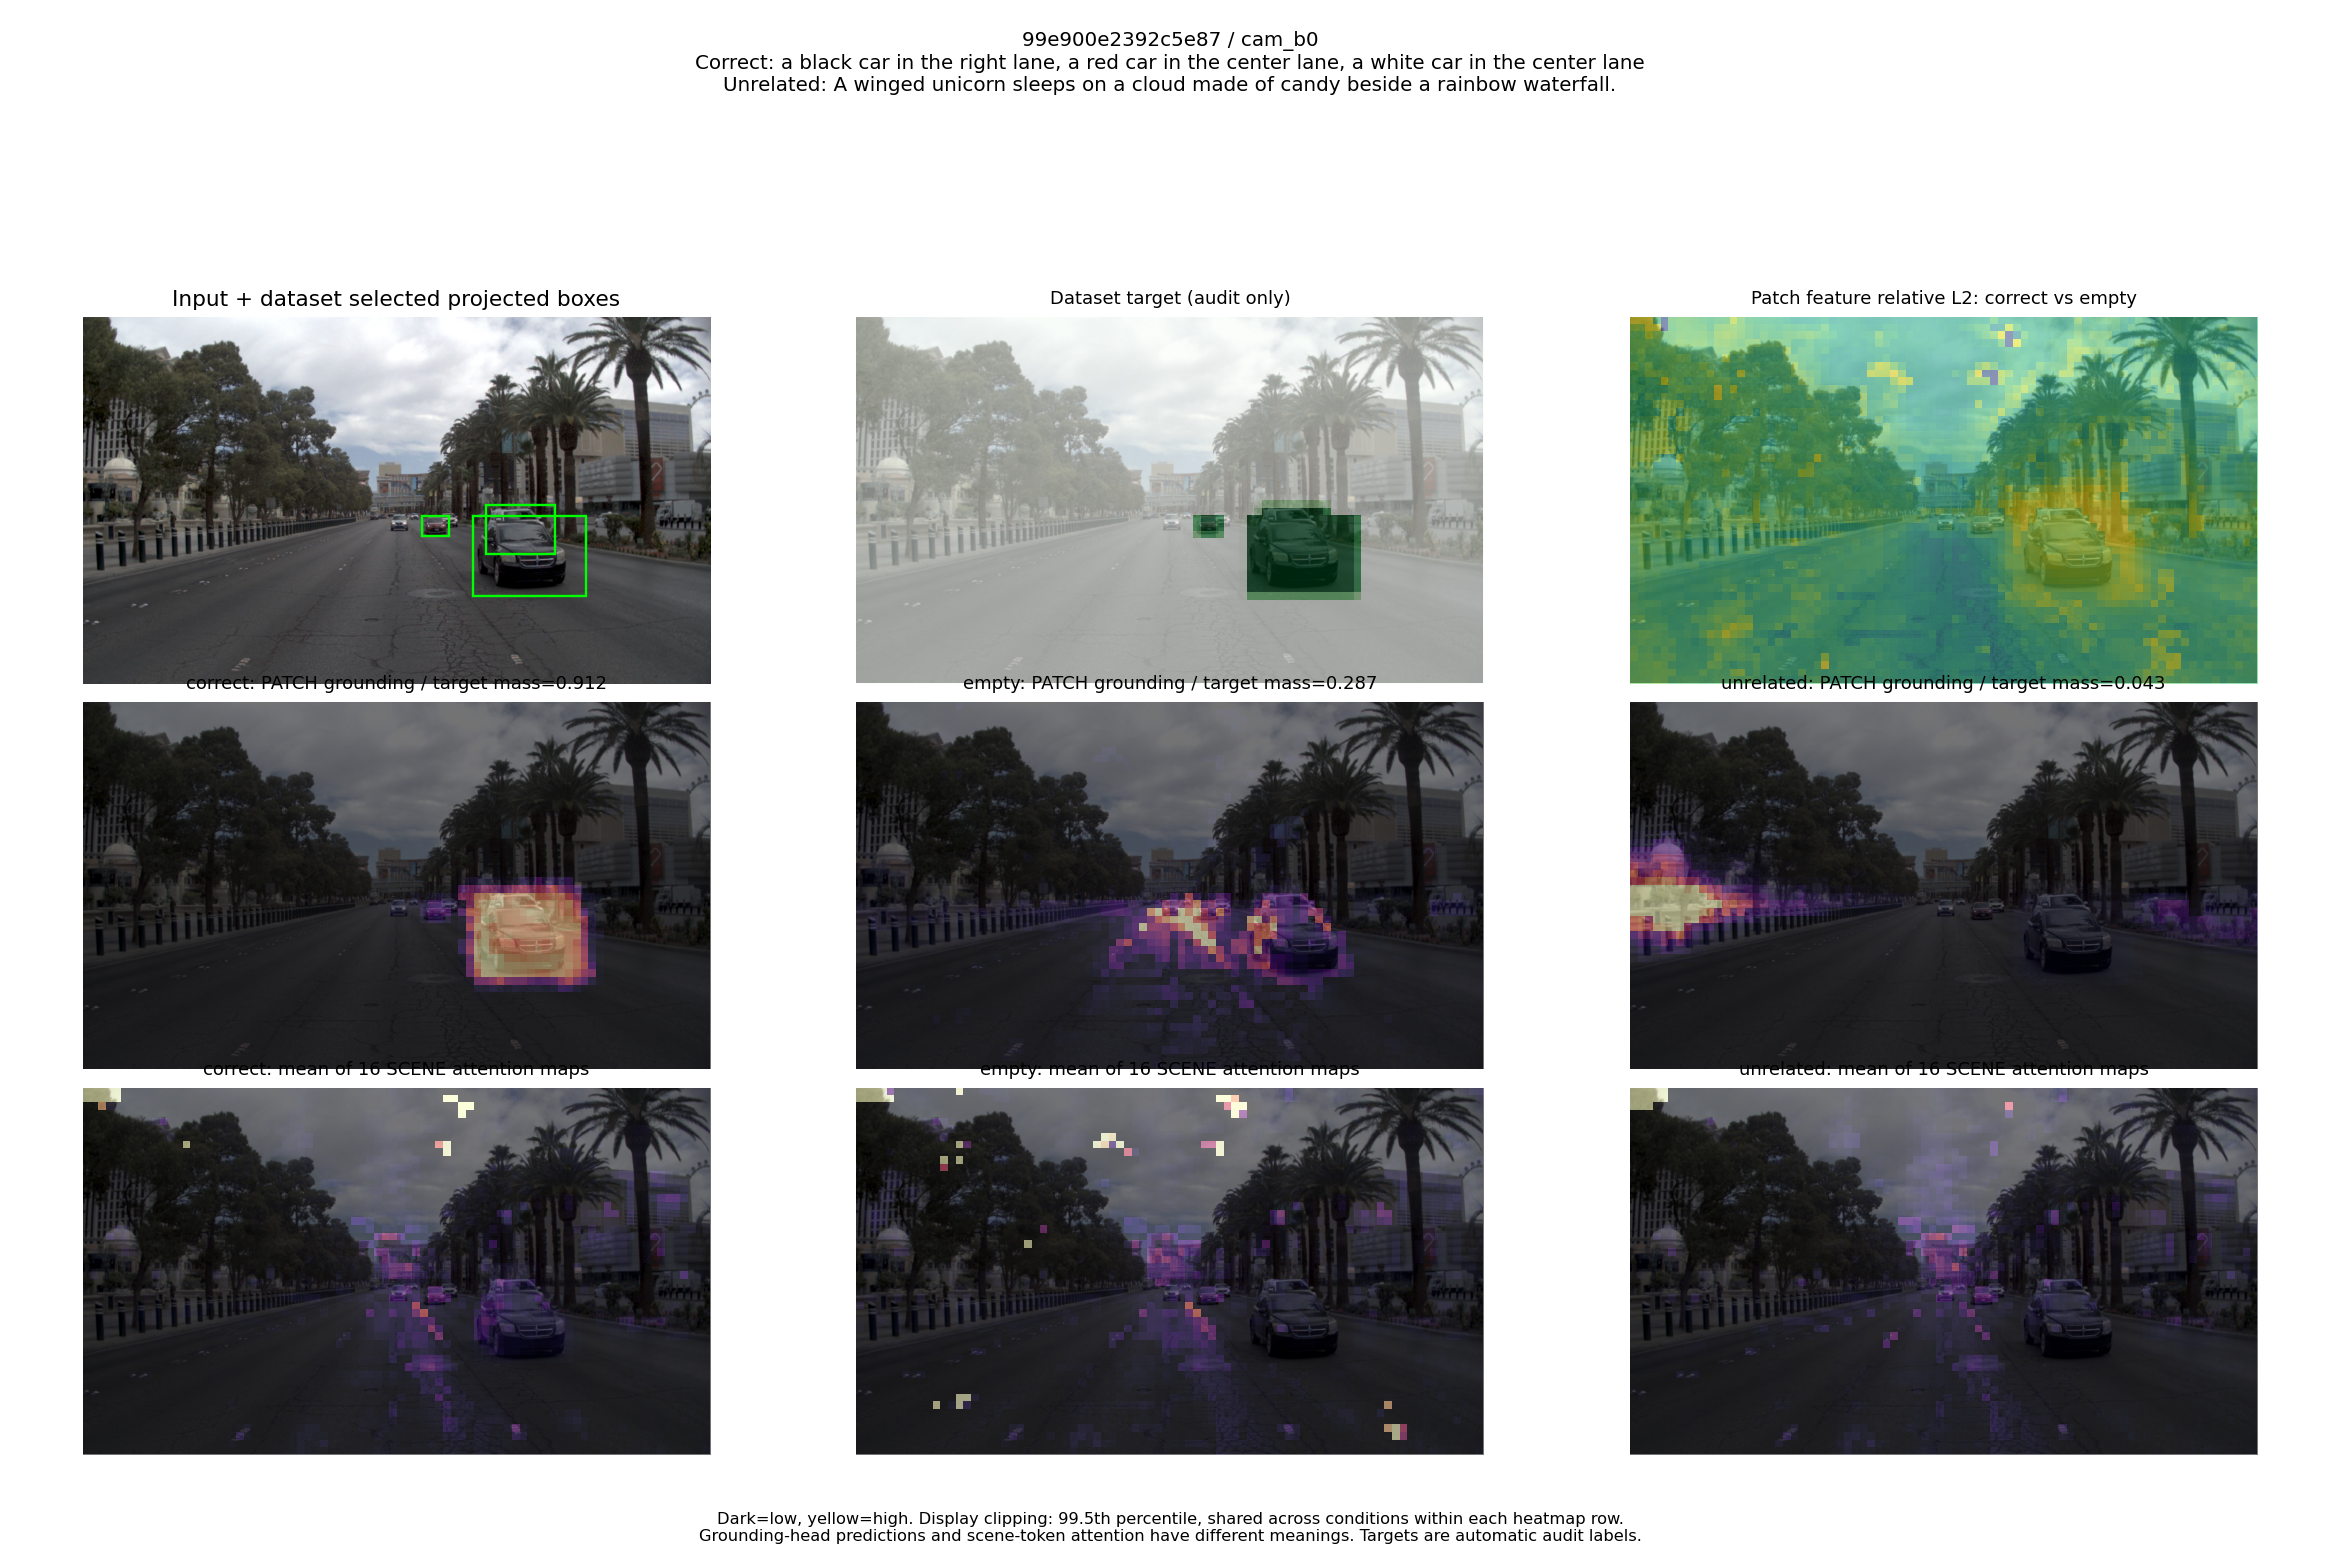 99e900e2392c5e87 / cam_b0
Correct: a black car in the right lane, a red car in the center lane, a white car in the center lane
Unrelated: A winged unicorn sleeps on a cloud made of candy beside a rainbow waterfall.
Input + dataset selected projected boxes
Dataset target (audit only)
Patch feature relative L2: correct vs empty
correct: PATCH grounding / target mass=0.912
empty: PATCH grounding / target mass=0.287
unrelated: PATCH grounding / target mass=0.043
correct: mean of 16 SCENE attention maps
empty: mean of 16 SCENE attention maps
unrelated: mean of 16 SCENE attention maps
Dark=low, yellow=high. Display clipping: 99.5th percentile, shared across conditions within each heatmap row.
Grounding-head predictions and scene-token attention have different meanings. Targets are automatic audit labels.